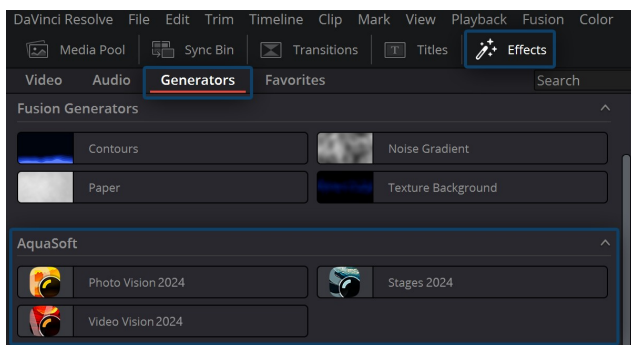 DaVinci Resolve File Edit Trim Timeline Clip Mark View Playback Fusion Color
Media Pool Sync Bin Transitions T Titles Effects
Video Audio Generators Favorites Search
Fusion Generators
Contours Noise Gradient
Paper Texture Background
AquaSoft
Photo Vision 2024 Stages 2024
Video Vision 2024